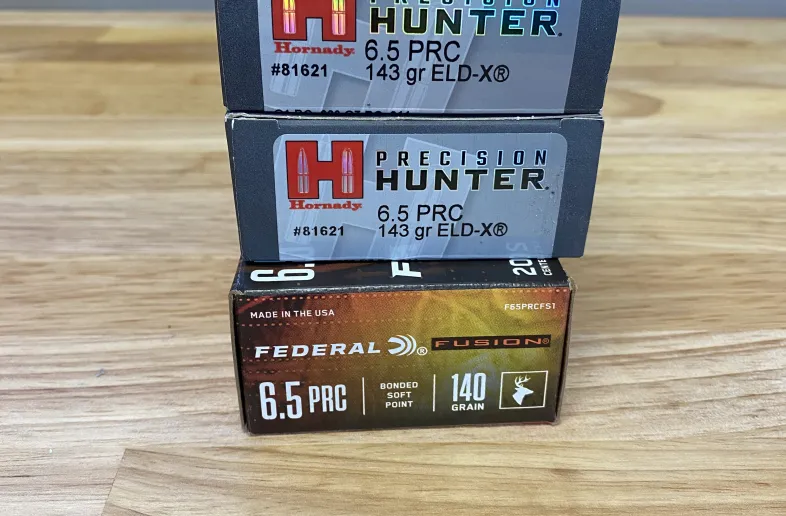 PRECISION
HUNTER.
Hornady
6.5 PRC
#81621
143 gr ELD-X®
PRECISION
HUNTER.
Hornady
6.5 PRC
#81621
143 gr ELD-X®
MADE IN THE USA
F65PRCFS1
FEDERAL ® FUSION®
6.5 PRC
BONDED
SOFT
POINT
140
GRAIN